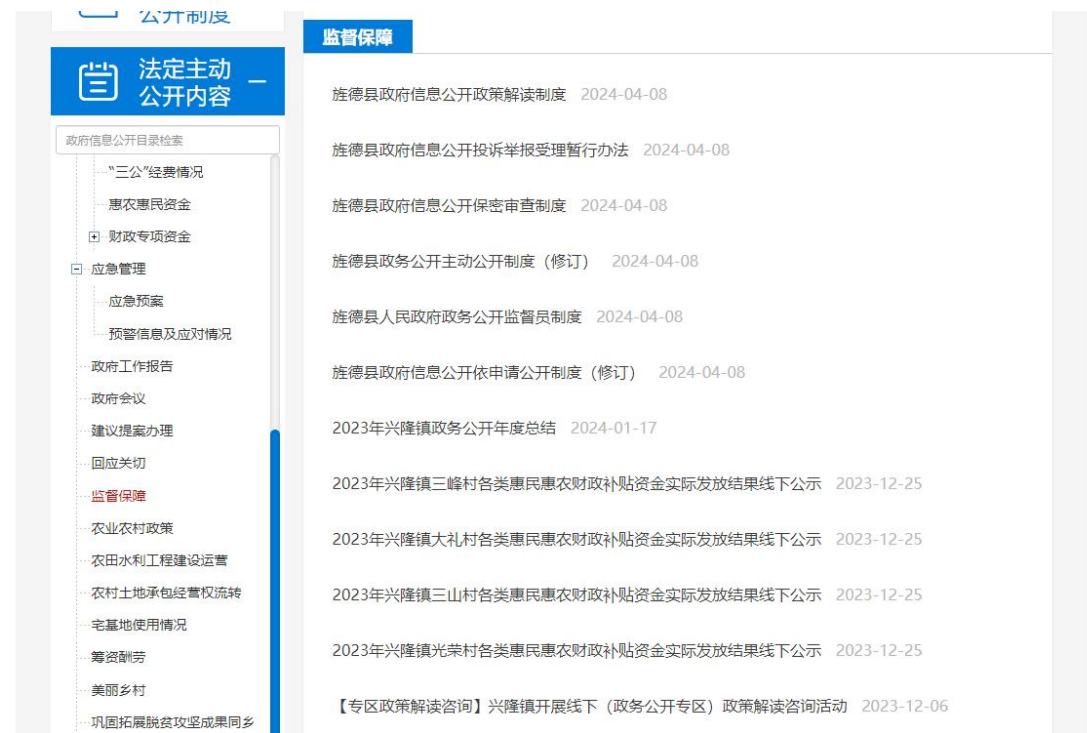 公开制度
法定主动
公开内容
政府信息公开目录检索
“三公”经费情况
惠农惠民资金
财政专项资金
应急管理
应急预案
预警信息及应对情况
政府工作报告
政府会议
建议提案办理
回应关切
监督保障
农业农村政策
农田水利工程建设运营
农村土地承包经营权流转
宅基地使用情况
筹资酬劳
美丽乡村
巩固拓展脱贫攻坚成果同乡
监督保障
旌德县政府信息公开政策解读制度 2024-04-08
旌德县政府信息公开投诉举报受理暂行办法 2024-04-08
旌德县政府信息公开保密审查制度 2024-04-08
旌德县政务公开主动公开制度（修订） 2024-04-08
旌德县人民政府政务公开监督员制度 2024-04-08
旌德县政府信息公开依申请公开制度（修订） 2024-04-08
2023年兴隆镇政务公开年度总结 2024-01-17
2023年兴隆镇三峰村各类惠民惠农财政补贴资金实际发放结果线下公示 2023-12-25
2023年兴隆镇大礼村各类惠民惠农财政补贴资金实际发放结果线下公示 2023-12-25
2023年兴隆镇三山村各类惠民惠农财政补贴资金实际发放结果线下公示 2023-12-25
2023年兴隆镇光荣村各类惠民惠农财政补贴资金实际发放结果线下公示 2023-12-25
【专区政策解读咨询】兴隆镇开展线下（政务公开专区）政策解读咨询活动 2023-12-06